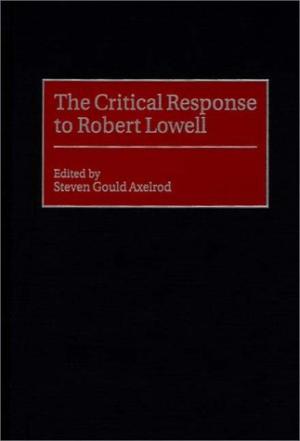 The Critical Response
to Robert Lowell
Edited by
Steven Gould Axelrod